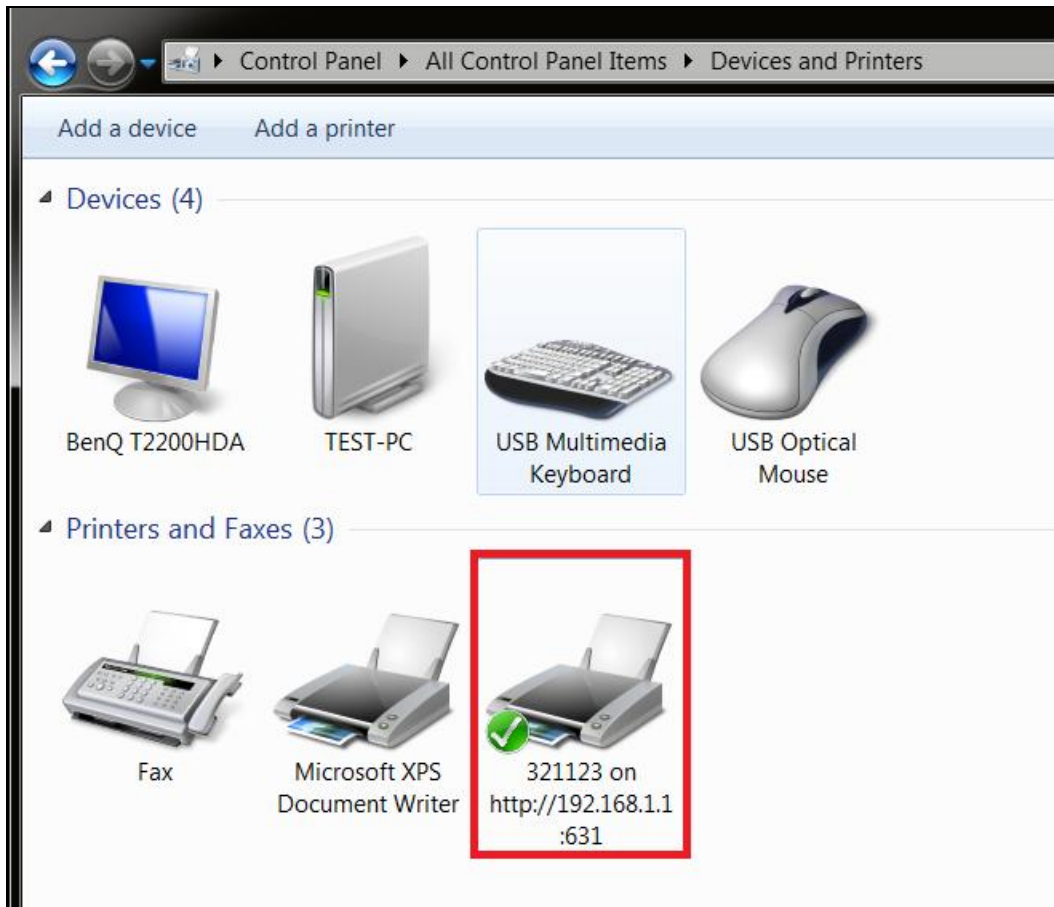 Control Panel ▸ All Control Panel Items ▸ Devices and Printers
Add a device Add a printer
Devices (4)
BenQ T2200HDA TEST-PC USB Multimedia USB Optical
Keyboard Mouse
Printers and Faxes (3)
Fax Microsoft XPS 321123 on
Document Writer http://192.168.1.1
:631